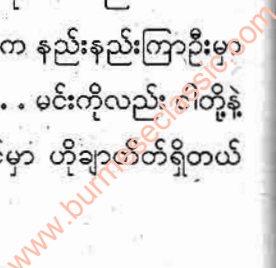 က နည်းနည်းကြာဦးမှာ
. . မင်းကိုလည်း ငါတို့နဲ့
မှာ ဟိုချာတိတ်ရှိတယ်
www.burmeseclassic.com